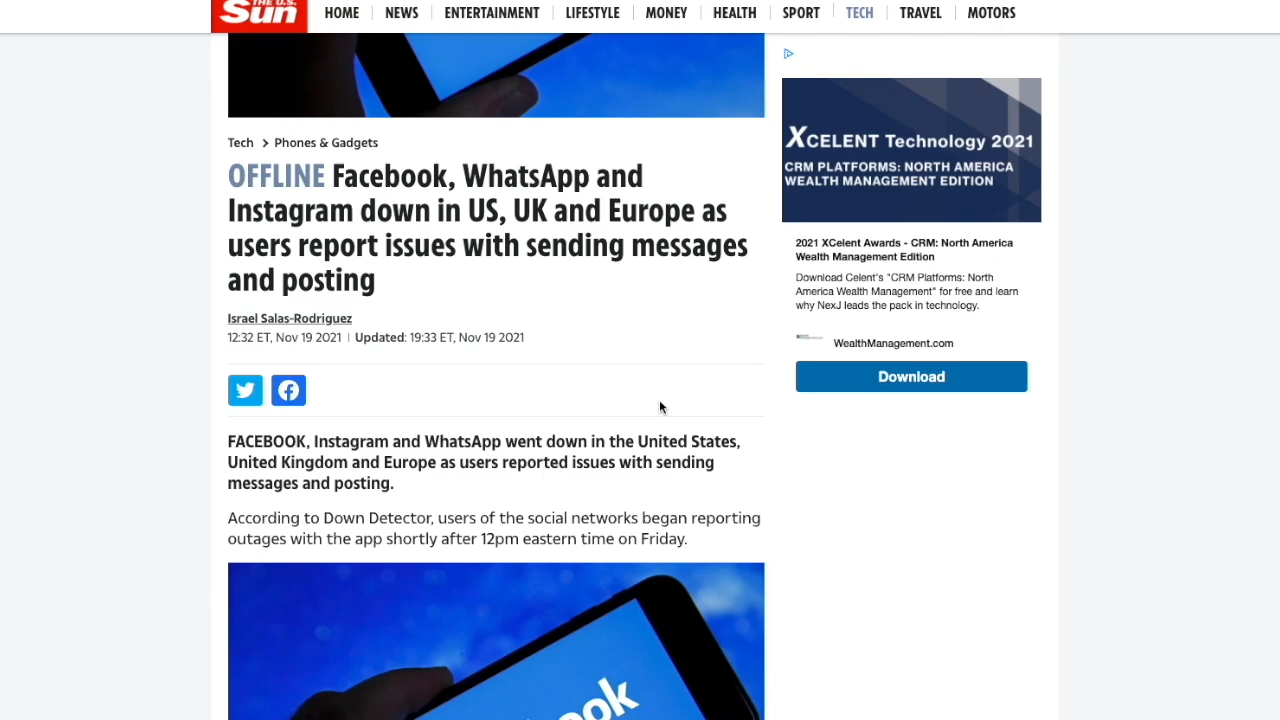 THE U.S.
Sun
HOME NEWS ENTERTAINMENT LIFESTYLE MONEY HEALTH SPORT TECH TRAVEL MOTORS
Tech > Phones & Gadgets
OFFLINE Facebook, WhatsApp and
Instagram down in US, UK and Europe as
users report issues with sending messages
and posting
Israel Salas-Rodriguez
12:32 ET, Nov 19 2021 | Updated: 19:33 ET, Nov 19 2021
FACEBOOK, Instagram and WhatsApp went down in the United States,
United Kingdom and Europe as users reported issues with sending
messages and posting.
According to Down Detector, users of the social networks began reporting
outages with the app shortly after 12pm eastern time on Friday.
ook
XCELENT Technology 2021
CRM PLATFORMS: NORTH AMERICA
WEALTH MANAGEMENT EDITION
2021 XCelent Awards - CRM: North America
Wealth Management Edition
Download Celent's "CRM Platforms: North
America Wealth Management" for free and learn
why NexJ leads the pack in technology.
WealthManagement.com
Download